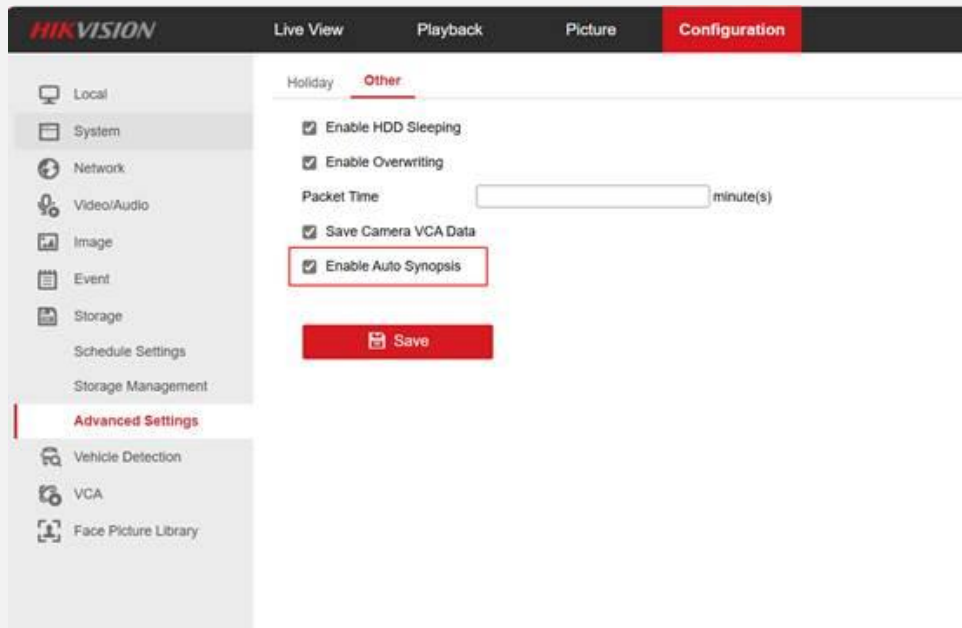 HIKVISION
Live View
Playback
Picture
Configuration
Local
System
Network
Video/Audio
Image
Event
Storage
Schedule Settings
Storage Management
Advanced Settings
Vehicle Detection
VCA
Face Picture Library
Holiday
Other
Enable HDD Sleeping
Enable Overwriting
Packet Time minute(s)
Save Camera VCA Data
Enable Auto Synopsis
Save